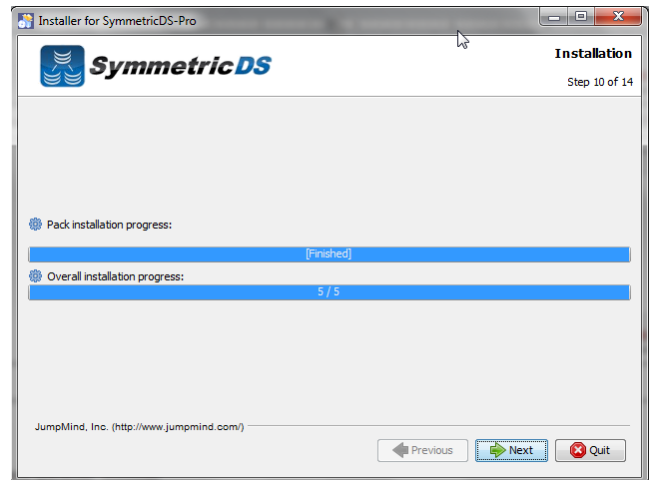 Installer for SymmetricDS-Pro
SymmetricDS
Installation
Step 10 of 14
Pack installation progress:
[Finished]
Overall installation progress:
5 / 5
JumpMind, Inc. (http://www.jumpmind.com/)
Previous
Next
Quit